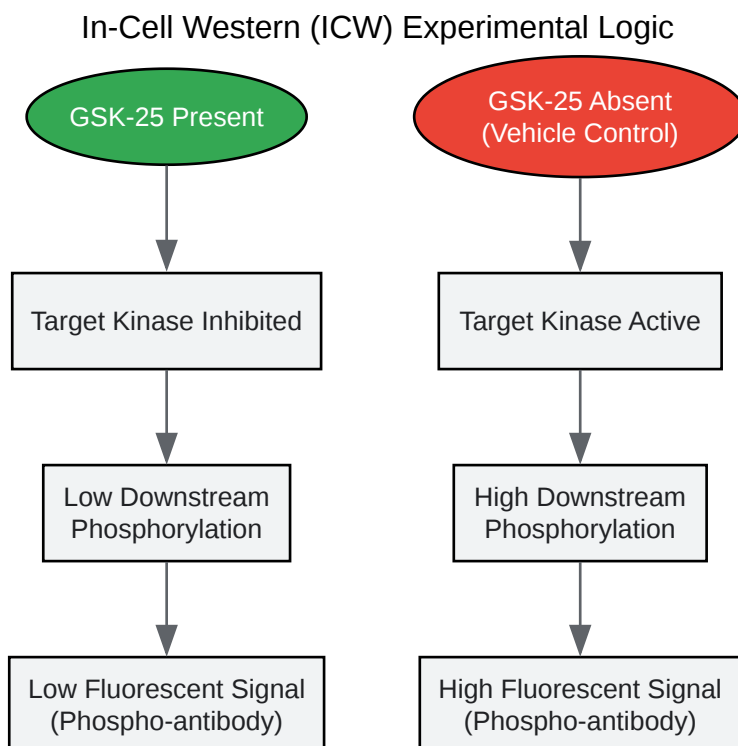 In-Cell Western (ICW) Experimental Logic
GSK-25 Present
Target Kinase Inhibited
Low Downstream
Phosphorylation
Low Fluorescent Signal
(Phospho-antibody)
GSK-25 Absent
(Vehicle Control)
Target Kinase Active
High Downstream
Phosphorylation
High Fluorescent Signal
(Phospho-antibody)